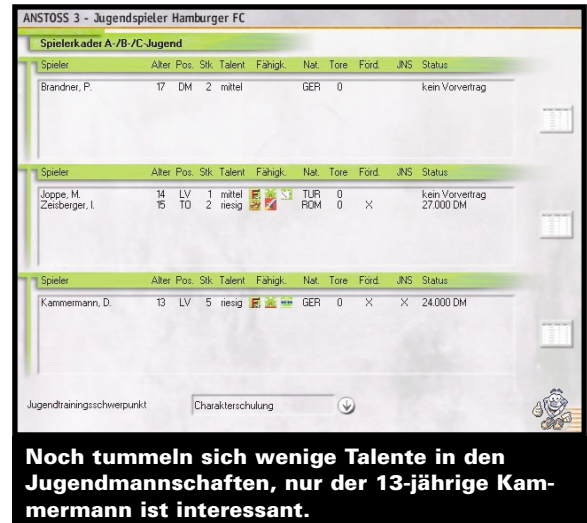 ANSTOSS 3 - Jugendspieler Hamburger FC
Spielerkader A-/B-/C-Jugend
Spieler Alter Pos. Stk Talent Fähigk. Nat. Tore Förd. JNS Status
Brandner, P. 17 DM 2 mittel GER 0 kein Vorvertrag
Spieler Alter Pos. Stk Talent Fähigk. Nat. Tore Förd. JNS Status
Joppe, M. 14 LV 1 mittel TUR 0 kein Vorvertrag
Zeisberger, I. 15 TO 2 riesig ROM 0 X 27.000 DM
Spieler Alter Pos. Stk Talent Fähigk. Nat. Tore Förd. JNS Status
Kammermann, D. 13 LV 5 riesig GER 0 X X 24.000 DM
Jugendtrainingsschwerpunkt Charakterschulung
Noch tummeln sich wenige Talente in den
Jugendmannschaften, nur der 13-jährige Kam-
mermann ist interessant.